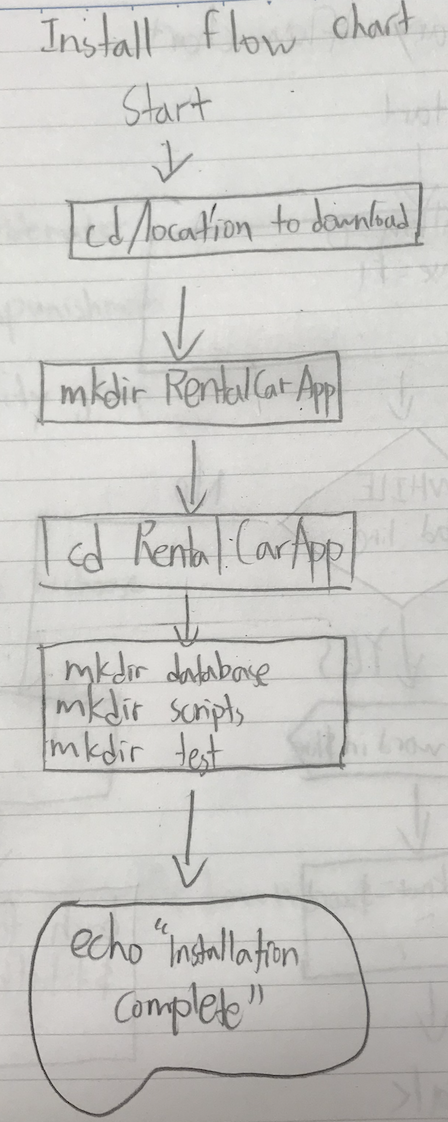 Install flow chart
Start
cd/location to download
mkdir RentalCarApp
cd RentalCarApp
mkdir database
mkdir scripts
mkdir test
echo "Installation
Complete"